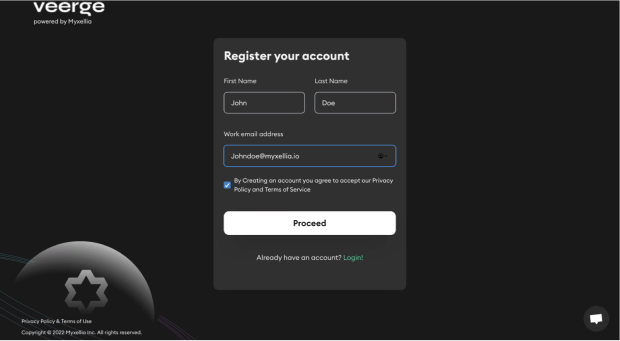 veerge
powered by Myxellia
Register your account
First Name
Last Name
John
Doe
Work email address
Johndoe@myxellia.io
By Creating an account you agree to accept our Privacy
Policy and Terms of Service
Proceed
Already have an account? Login!
Privacy Policy & Terms of Use
Copyright © 2022 Myxellia Inc. All rights reserved.